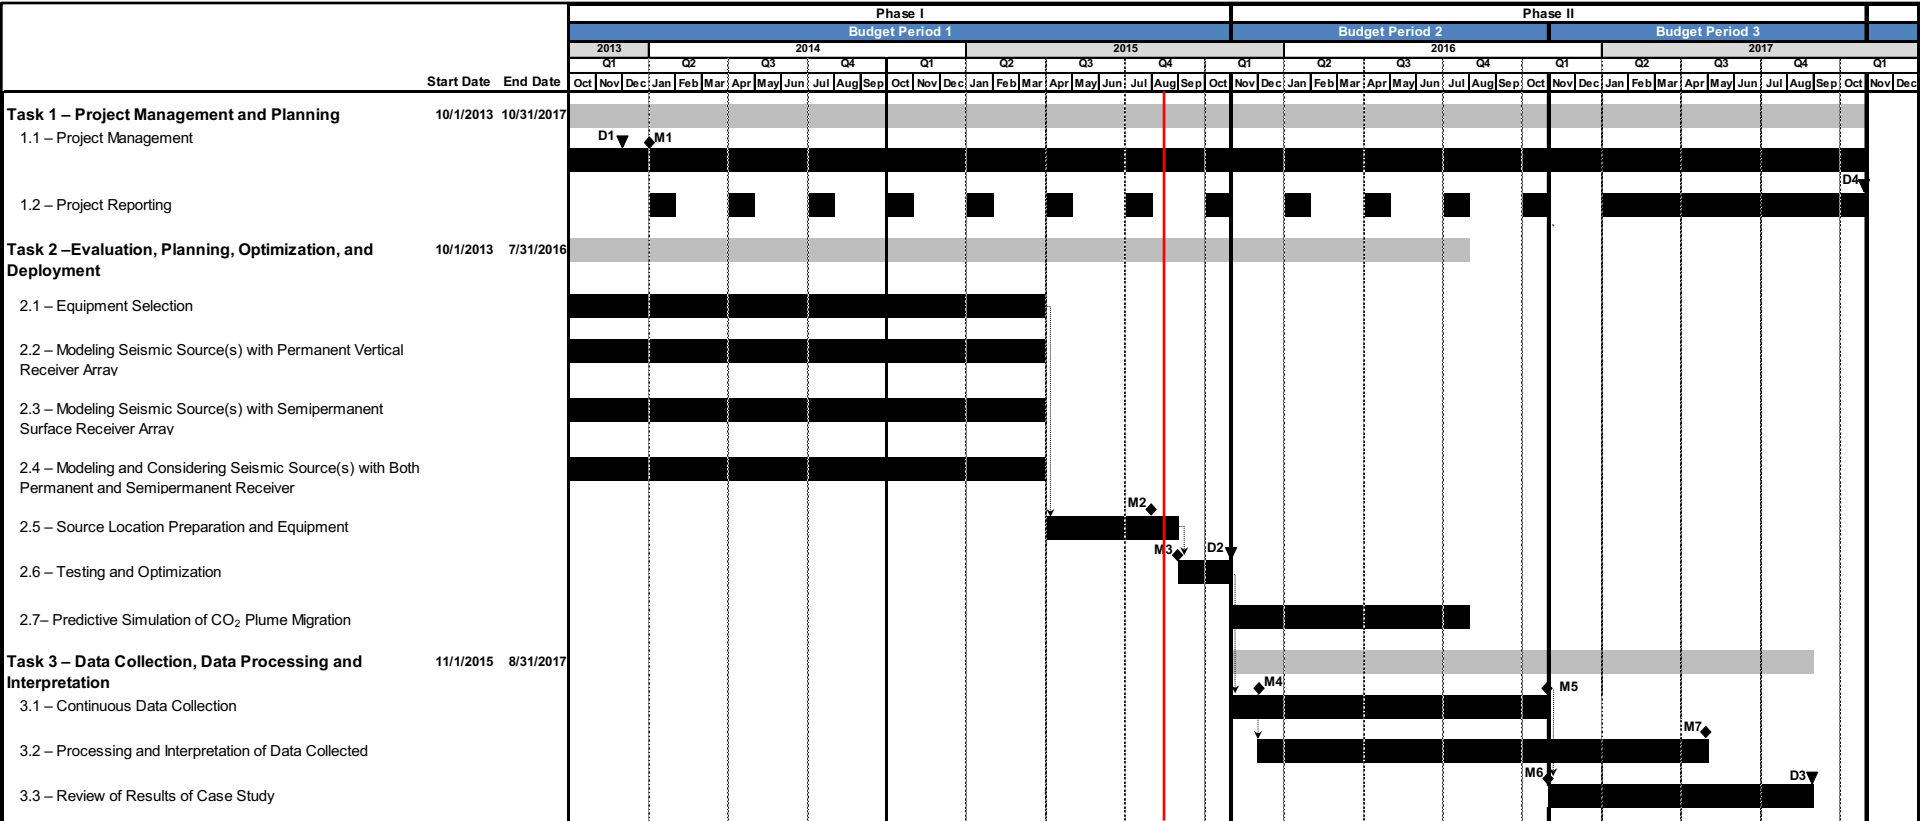 Phase I Phase II
Budget Period 1 Budget Period 2 Budget Period 3
2013 2014 2015 2016 2017
Q1 Q2 Q3 Q4 Q1 Q2 Q3 Q4 Q1 Q2 Q3 Q4 Q1 Q2 Q3 Q4 Q1
Start Date End Date Oct Nov Dec Jan Feb Mar Apr May Jun Jul Aug Sep Oct Nov Dec Jan Feb Mar Apr May Jun Jul Aug Sep Oct Nov Dec Jan Feb Mar Apr May Jun Jul Aug Sep Oct Nov Dec Jan Feb Mar Apr May Jun Jul Aug Sep Oct Nov Dec
Task 1 – Project Management and Planning 10/1/2013 10/31/2017
1.1 – Project Management D1 M1
D4
1.2 – Project Reporting
Task 2 –Evaluation, Planning, Optimization, and 10/1/2013 7/31/2016
Deployment
2.1 – Equipment Selection
2.2 – Modeling Seismic Source(s) with Permanent Vertical
Receiver Array
2.3 – Modeling Seismic Source(s) with Semipermanent
Surface Receiver Array
2.4 – Modeling and Considering Seismic Source(s) with Both
Permanent and Semipermanent Receiver
M2
2.5 – Source Location Preparation and Equipment
M3 D2
2.6 – Testing and Optimization
2.7– Predictive Simulation of CO₂ Plume Migration
Task 3 – Data Collection, Data Processing and 11/1/2015 8/31/2017
Interpretation
M4 M5
3.1 – Continuous Data Collection
M7
3.2 – Processing and Interpretation of Data Collected
M6 D3
3.3 – Review of Results of Case Study